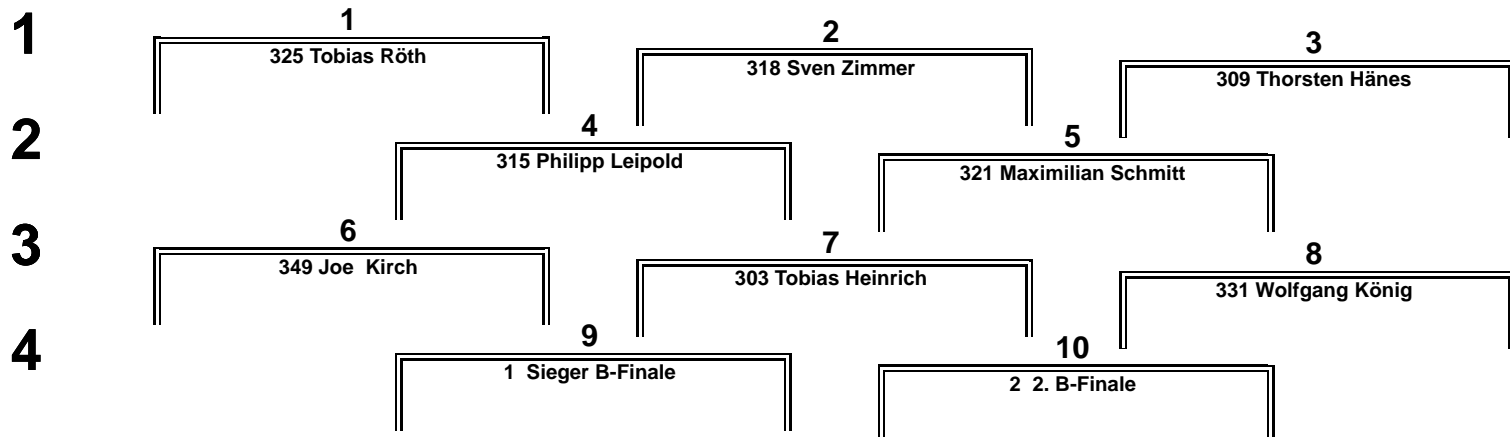 1
1
325 Tobias Röth
2
318 Sven Zimmer
3
309 Thorsten Hänes
2
4
315 Philipp Leipold
5
321 Maximilian Schmitt
3
6
349 Joe  Kirch
7
303 Tobias Heinrich
8
331 Wolfgang König
4
9
1  Sieger B-Finale
10
2  2. B-Finale